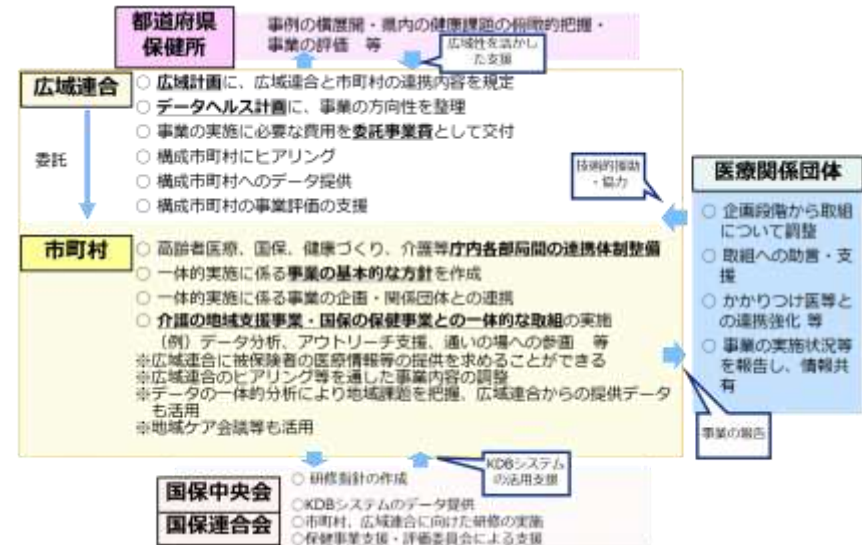 都道府県
保健所
事例の横展開・県内の健康課題の俯瞰的把握・
事業の評価　等
広域性を活かし
た支援
広域連合
○ 広域計画に、広域連合と市町村の連携内容を規定
○ データヘルス計画に、事業の方向性を整理
○ 事業の実施に必要な費用を委託事業費として交付
○ 構成市町村にヒアリング
○ 構成市町村へのデータ提供
○ 構成市町村の事業評価の支援
委託
技術的援助
・協力
医療関係団体
○ 企画段階から取組
について調整
○ 取組への助言・支
援
○ かかりつけ医等と
の連携強化 等
○ 事業の実施状況等
を報告し、情報共
有
市町村
○ 高齢者医療、国保、健康づくり、介護等庁内各部局間の連携体制整備
○ 一体的実施に係る事業の基本的な方針を作成
○ 一体的実施に係る事業の企画・関係団体との連携
○ 介護の地域支援事業・国保の保健事業との一体的な取組の実施
（例）データ分析、アウトリーチ支援、通いの場への参画　等
※広域連合に被保険者の医療情報等の提供を求めることができる
※広域連合のヒアリング等を通した事業内容の調整
※データの一体的分析により地域課題を把握、広域連合からの提供データ
も活用
※地域ケア会議等も活用
事業の報告
KDBシステム
の活用支援
国保中央会
国保連合会
○ 研修指針の作成
○KDBシステムのデータ提供
○市町村、広域連合に向けた研修の実施
○保健事業支援・評価委員会による支援